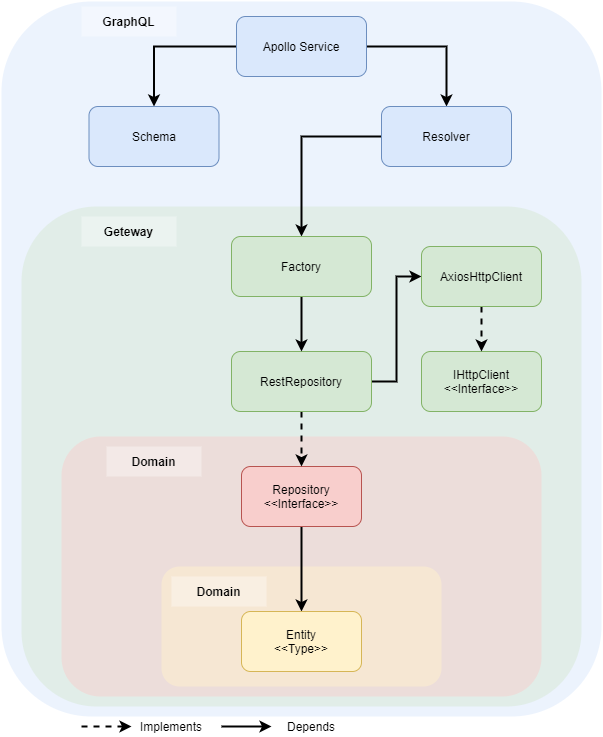 GraphQL
Apollo Service
Schema
Resolver
Geteway
Factory
AxiosHttpClient
RestRepository
IHttpClient
<<Interface>>
Domain
Repository
<<Interface>>
Domain
Entity
<<Type>>
Implements
Depends